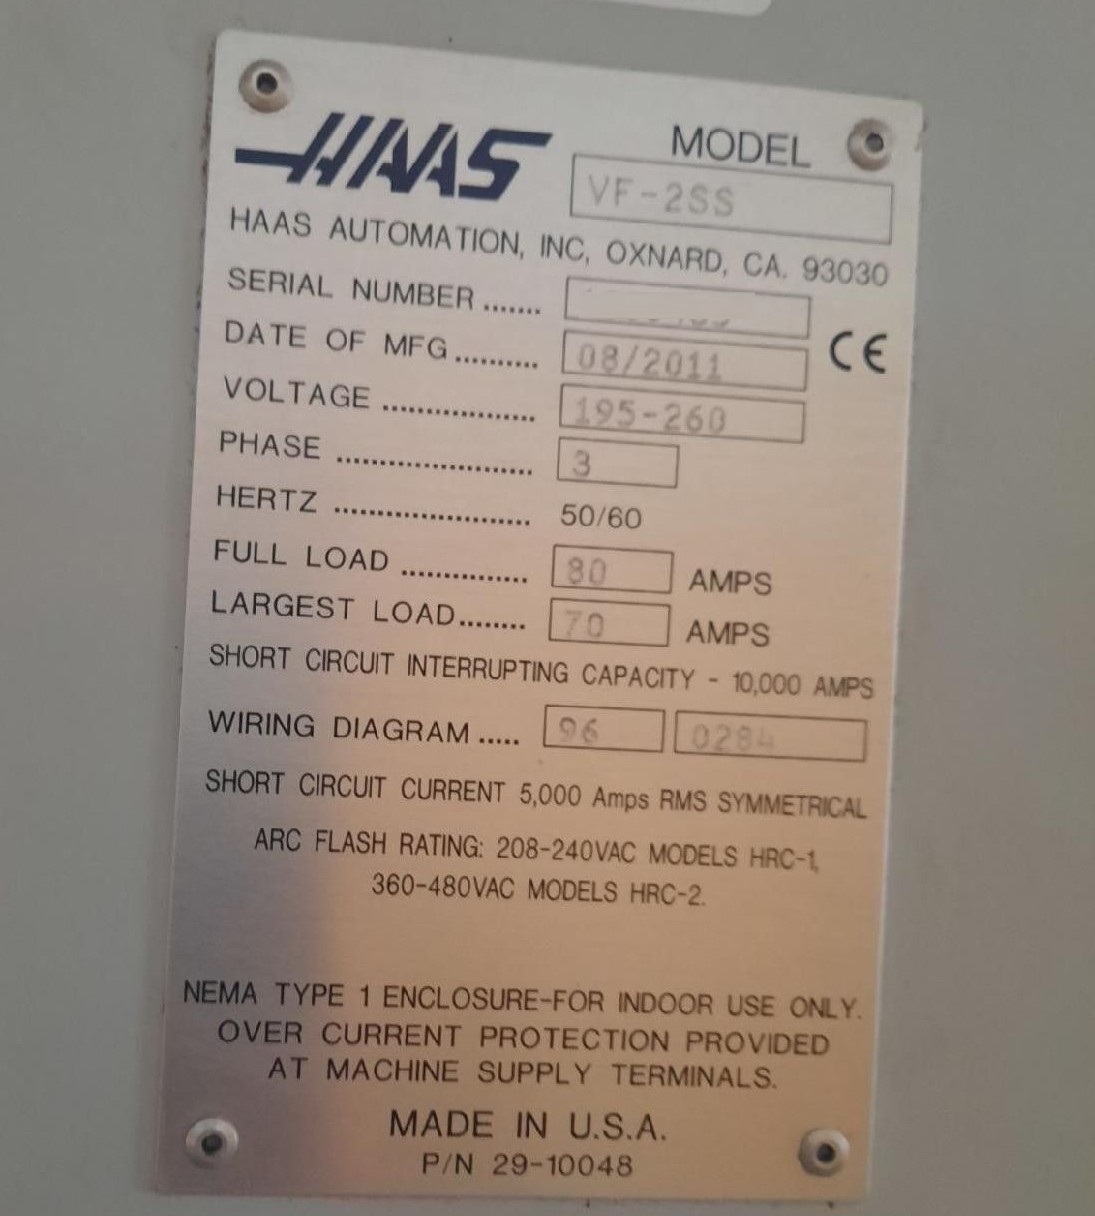 HAAS
MODEL
VF-2SS
HAAS AUTOMATION, INC, OXNARD, CA. 93030
SERIAL NUMBER .......
DATE OF MFG .......... 08/2011
CE
VOLTAGE .................. 195-260
PHASE ....................... 3
HERTZ ....................... 50/60
FULL LOAD ............... 80 AMPS
LARGEST LOAD........ 70 AMPS
SHORT CIRCUIT INTERRUPTING CAPACITY - 10,000 AMPS
WIRING DIAGRAM ..... 96 0284
SHORT CIRCUIT CURRENT 5,000 Amps RMS SYMMETRICAL
ARC FLASH RATING: 208-240VAC MODELS HRC-1,
360-480VAC MODELS HRC-2.
NEMA TYPE 1 ENCLOSURE-FOR INDOOR USE ONLY.
OVER CURRENT PROTECTION PROVIDED
AT MACHINE SUPPLY TERMINALS.
MADE IN U.S.A.
P/N 29-10048